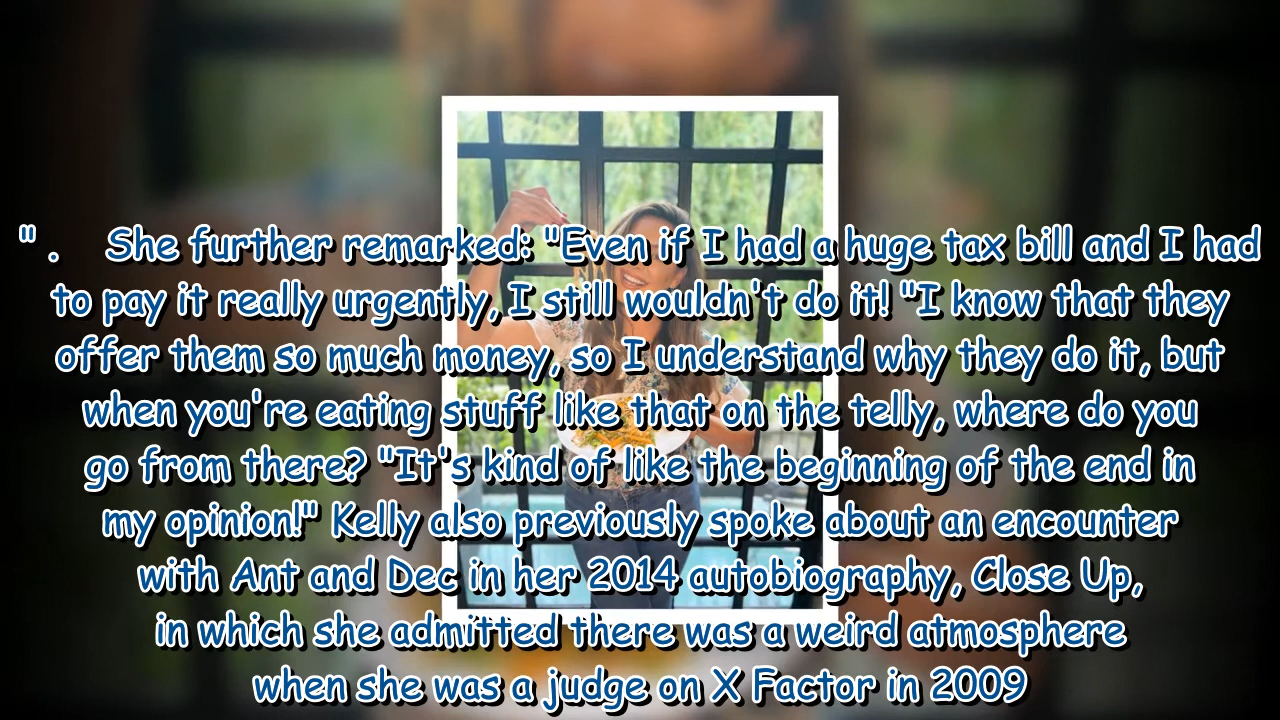 " . She further remarked: "Even if I had a huge tax bill and I had
to pay it really urgently, I still wouldn't do it! "I know that they
offer them so much money, so I understand why they do it, but
when you're eating stuff like that on the telly, where do you
go from there? "It's kind of like the beginning of the end in
my opinion!" Kelly also previously spoke about an encounter
with Ant and Dec in her 2014 autobiography, Close Up,
in which she admitted there was a weird atmosphere
when she was a judge on X Factor in 2009